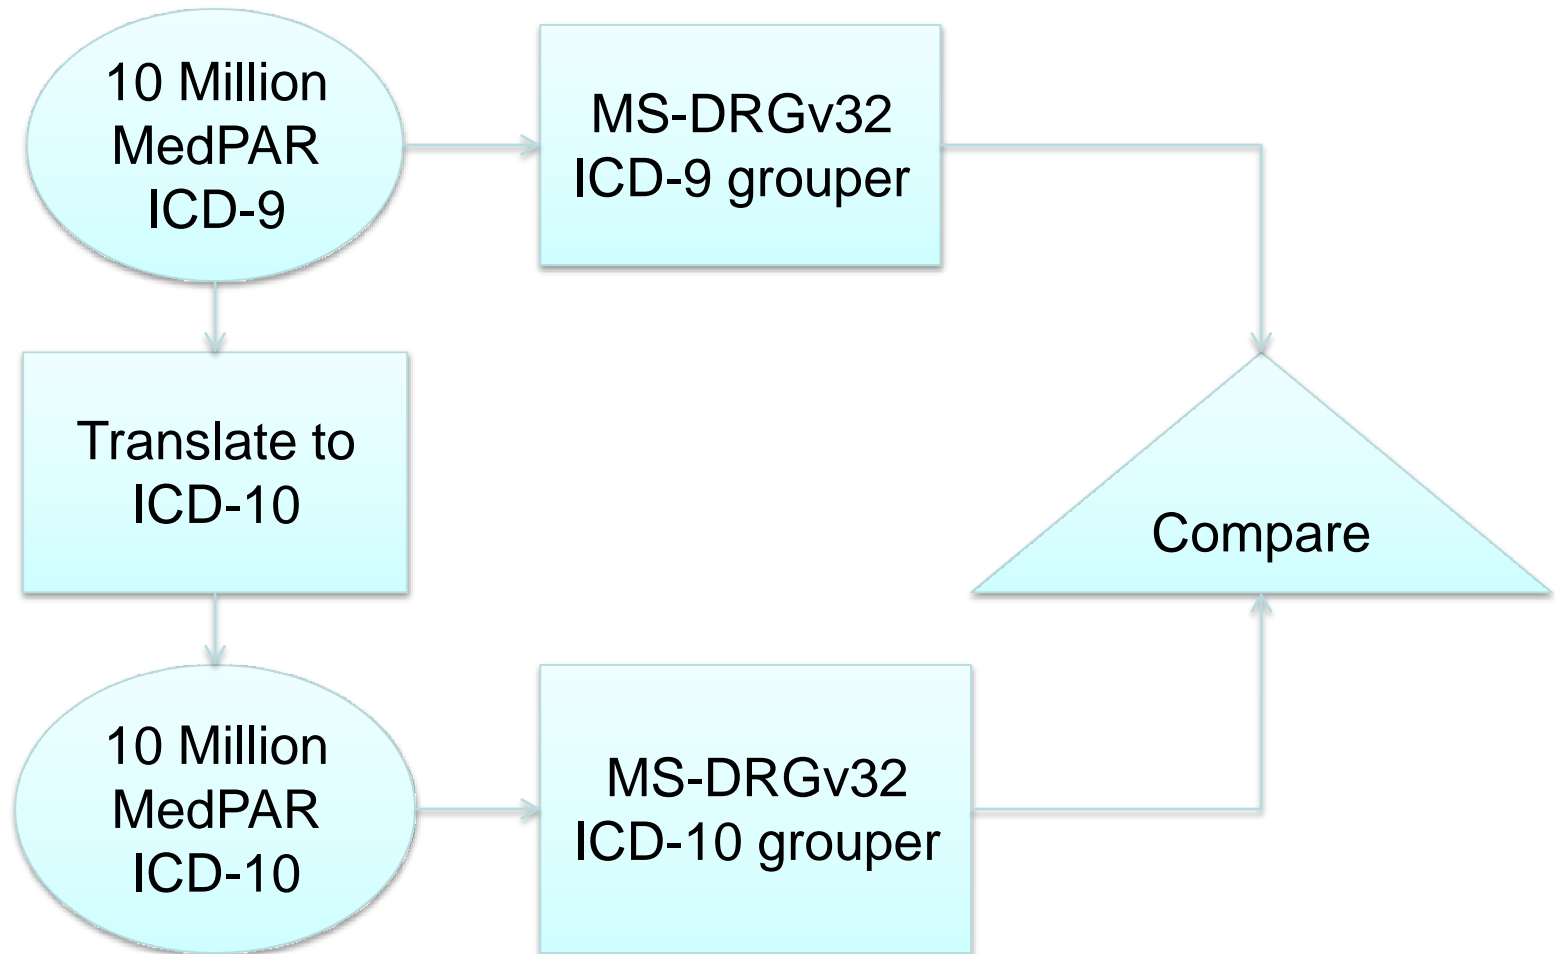 10 Million
MedPAR
ICD-9
MS-DRGv32
ICD-9 grouper
Translate to
ICD-10
Compare
10 Million
MedPAR
ICD-10
MS-DRGv32
ICD-10 grouper